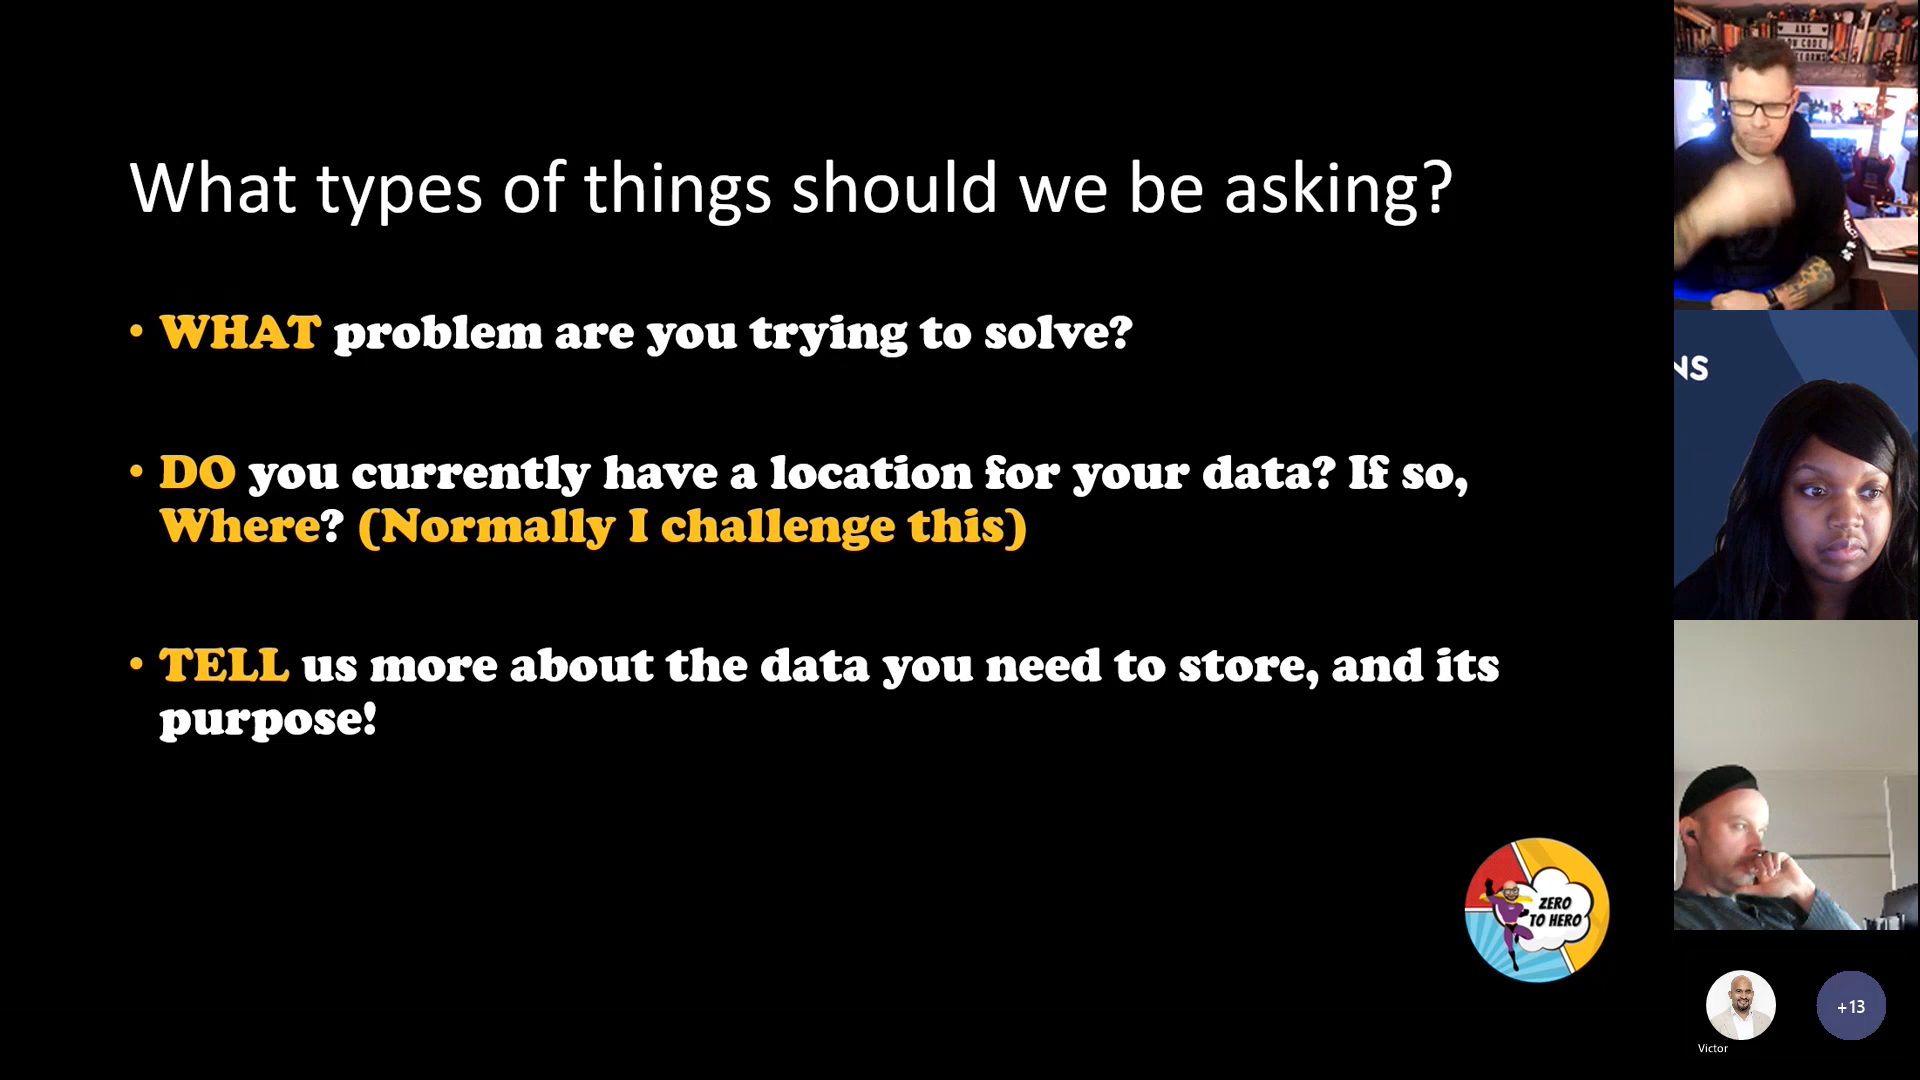 What types of things should we be asking?
• WHAT problem are you trying to solve?
• DO you currently have a location for your data? If so,
Where? (Normally I challenge this)
• TELL us more about the data you need to store, and its
purpose!
ZERO
TO HERO
ANS
CODE
NS
Victor
+13